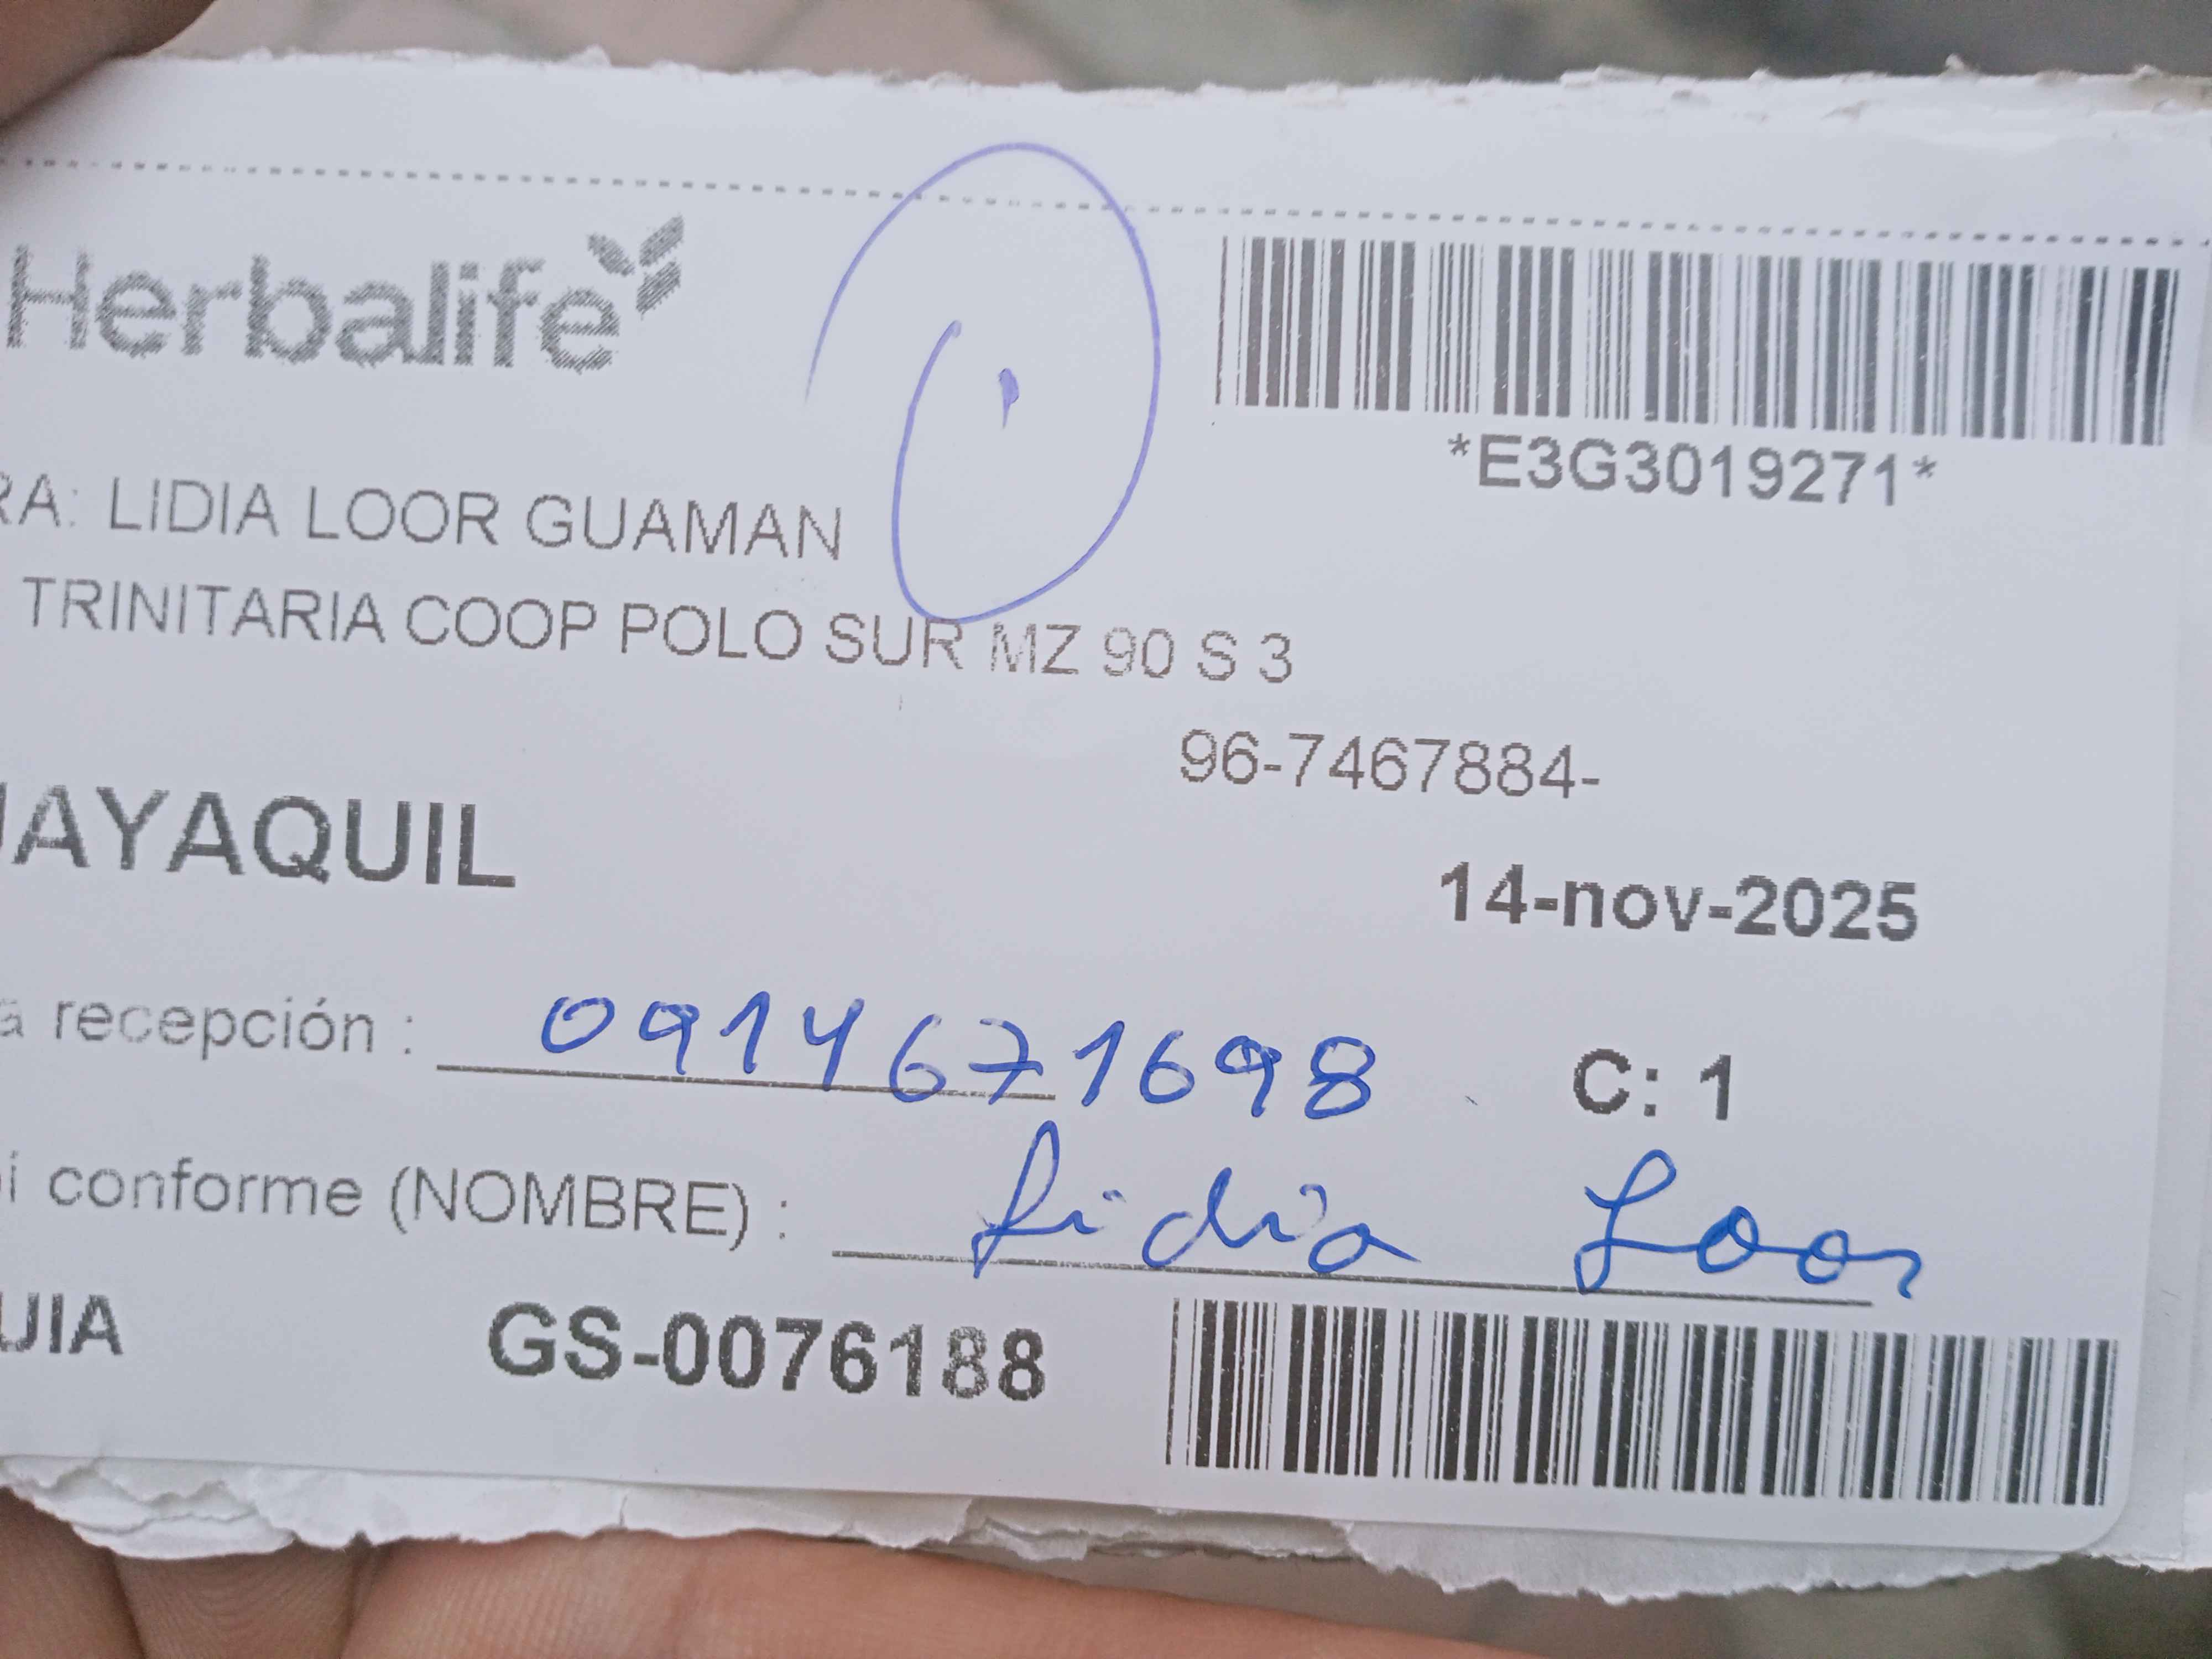 Herbalife
*E3G3019271*
RA: LIDIA LOOR GUAMAN
TRINITARIA COOP POLO SUR MZ 90 S 3
96-7467884-
AYAQUIL
14-nov-2025
a recepción : 0914671698 C: 1
í conforme (NOMBRE) : Lidia Loor
UIA GS-0076188